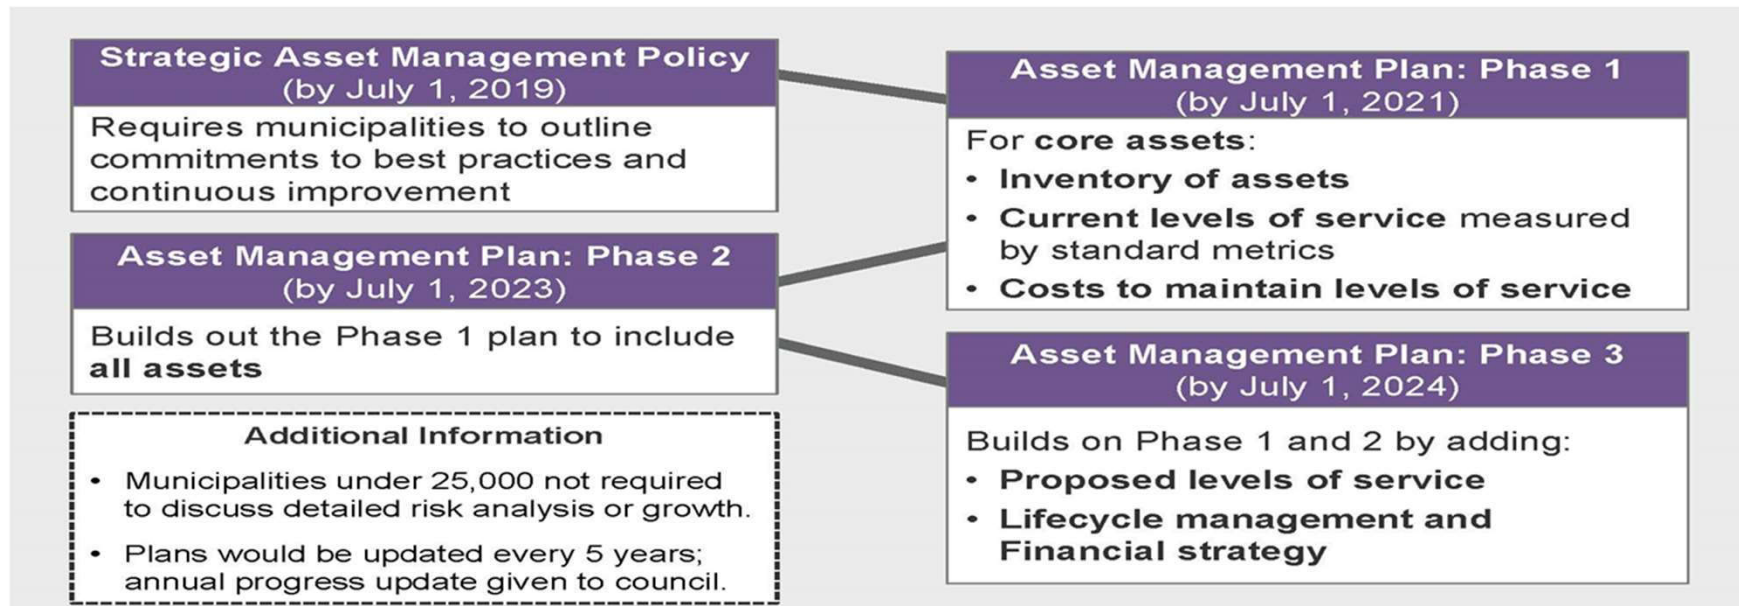 Strategic Asset Management Policy
(by July 1, 2019)
Requires municipalities to outline
commitments to best practices and
continuous improvement
Asset Management Plan: Phase 1
(by July 1, 2021)
For core assets:
• Inventory of assets
• Current levels of service measured
by standard metrics
• Costs to maintain levels of service
Asset Management Plan: Phase 2
(by July 1, 2023)
Builds out the Phase 1 plan to include
all assets
Asset Management Plan: Phase 3
(by July 1, 2024)
Builds on Phase 1 and 2 by adding:
• Proposed levels of service
• Lifecycle management and
Financial strategy
Additional Information
• Municipalities under 25,000 not required
to discuss detailed risk analysis or growth.
• Plans would be updated every 5 years;
annual progress update given to council.